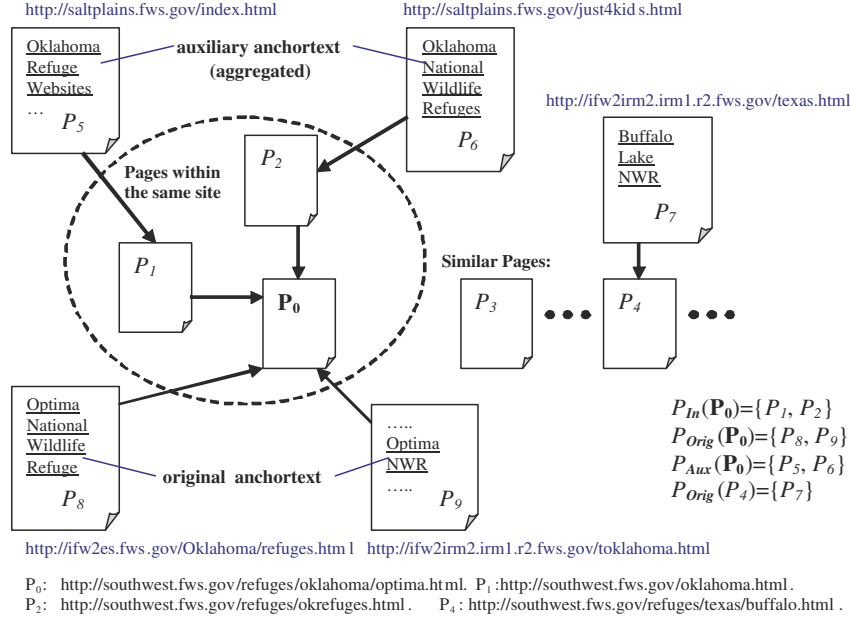 http://saltplains.fws.gov/index.html
http://saltplains.fws.gov/just4kid s.html
Oklahoma
Refuge
Websites
...
P5
auxiliary anchortext
(aggregated)
Oklahoma
National
Wildlife
Refuges
P6
http://ifw2irm2.irm1.r2.fws.gov/texas.html
Buffalo
Lake
NWR
P7
Pages within
the same site
P2
P1
P0
Similar Pages:
P3
P4
Optima
National
Wildlife
Refuge
P8
original anchortext
.....
Optima
NWR
.....
P9
PIn(P0)={P1, P2}
POrig(P0)={P8, P9}
PAux(P0)={P5, P6}
POrig(P4)={P7}
http://ifw2es.fws.gov/Oklahoma/refuges.htm l
http://ifw2irm2.irm1.r2.fws.gov/toklahoma.html
P0: http://southwest.fws.gov/refuges/oklahoma/optima.html. P1 :http://southwest.fws.gov/oklahoma.html .
P2: http://southwest.fws.gov/refuges/okrefuges.html . P4 : http://southwest.fws.gov/refuges/texas/buffalo.html .